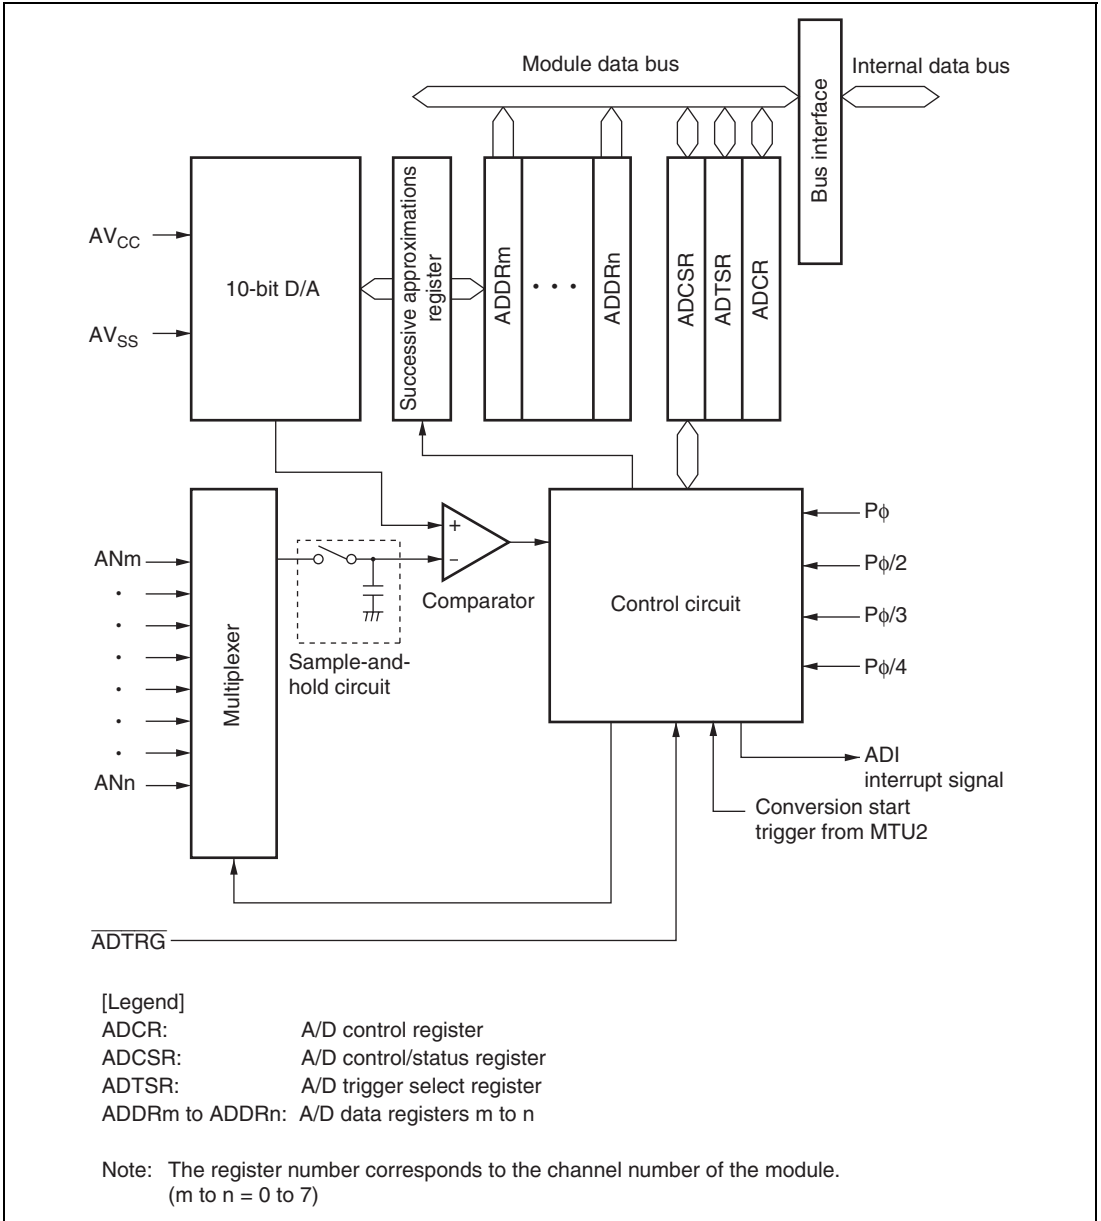 Module data bus
Internal data bus
Bus interface
AV_CC
AV_SS
10-bit D/A
Successive approximations
register
ADDRm
· · ·
ADDRn
ADCSR
ADTSR
ADCR
ANm
·
·
·
·
·
·
ANn
Multiplexer
Sample-and-
hold circuit
+
−
Comparator
Control circuit
Pϕ
Pϕ/2
Pϕ/3
Pϕ/4
ADI
interrupt signal
Conversion start
trigger from MTU2
A̅D̅T̅R̅G̅
[Legend]
ADCR: A/D control register
ADCSR: A/D control/status register
ADTSR: A/D trigger select register
ADDRm to ADDRn: A/D data registers m to n
Note: The register number corresponds to the channel number of the module.
(m to n = 0 to 7)